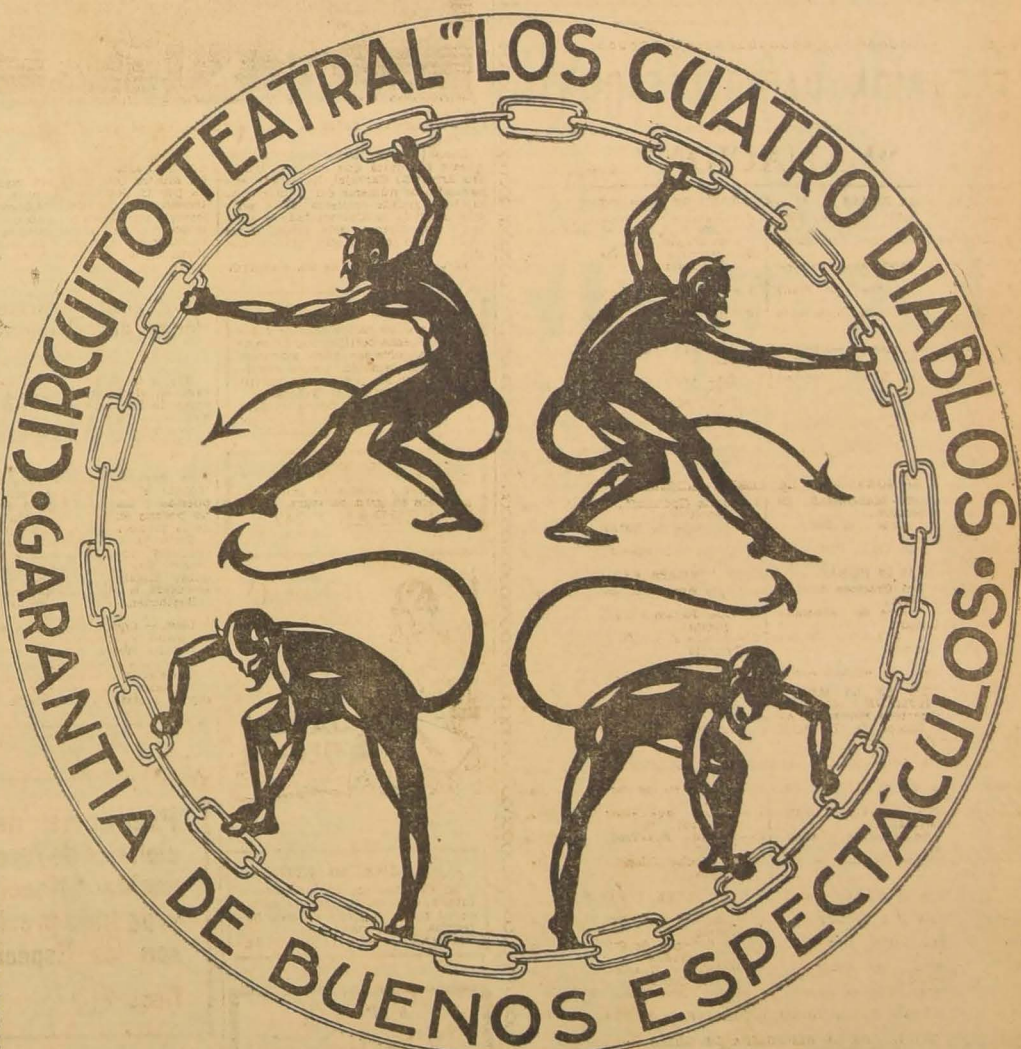 CIRCUITO TEATRAL "LOS CUATRO DIABLOS•
•GARANTIA DE BUENOS ESPECTÁCULOS•